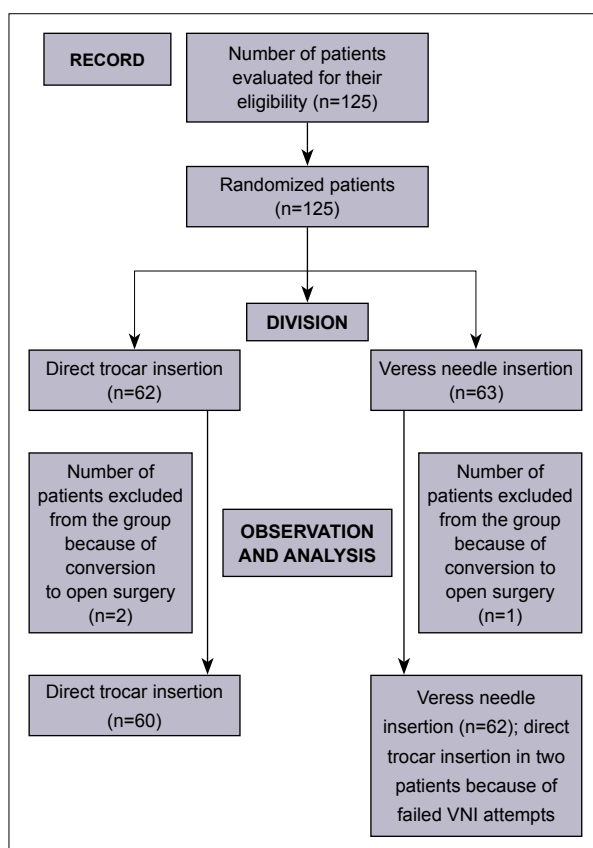 RECORD
Number of patients
evaluated for their
eligibility (n=125)
Randomized patients
(n=125)
DIVISION
Direct trocar insertion
(n=62)
Veress needle insertion
(n=63)
Number of
patients excluded
from the group
because of
conversion
to open surgery
(n=2)
OBSERVATION
AND ANALYSIS
Number of
patients excluded
from the group
because of
conversion to
open surgery
(n=1)
Direct trocar insertion
(n=60)
Veress needle
insertion (n=62); direct
trocar insertion in two
patients because of
failed VNI attempts